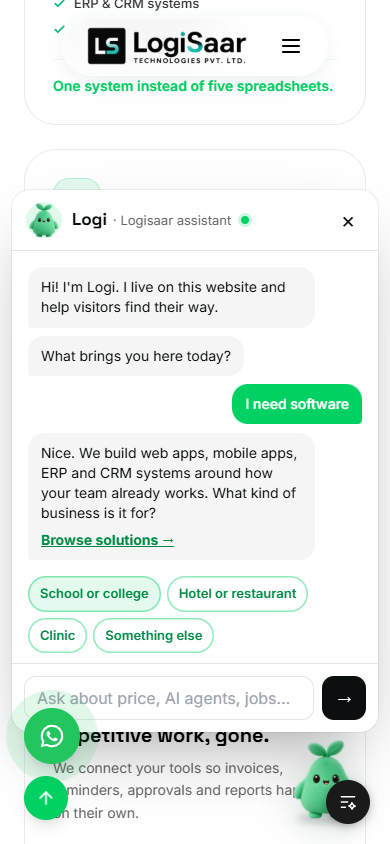 ERP & CRM systems
LS LogiSaar
TECHNOLOGIES PVT. LTD.
One system instead of five spreadsheets.
Logi · Logisaar assistant
Hi! I'm Logi. I live on this website and
help visitors find their way.
What brings you here today?
I need software
Nice. We build web apps, mobile apps,
ERP and CRM systems around how
your team already works. What kind of
business is it for?
Browse solutions →
School or college
Hotel or restaurant
Clinic
Something else
Ask about price, AI agents, jobs...
→
work, gone.
We connect your tools so invoices,
approvals and reports
on their own.